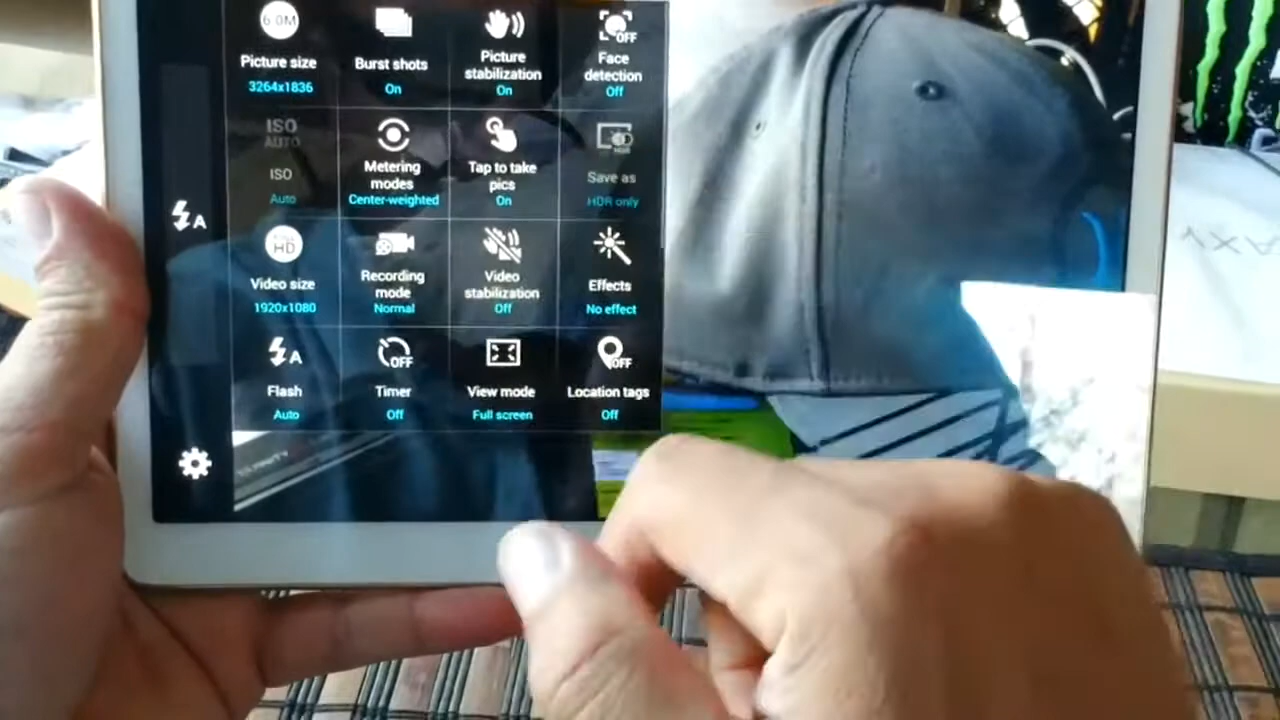 6.0M
OFF
Picture size
3264x1836
Burst shots
On
Picture
stabilization
On
Face
detection
Off
ISO
AUTO
ISO
Auto
Metering
modes
Center-weighted
Tap to take
pics
On
HDR
Save as
HDR only
HD
Video size
1920x1080
Recording
mode
Normal
Video
stabilization
Off
Effects
No effect
A
A
Flash
Auto
OFF
Timer
Off
View mode
Full screen
OFF
Location tags
Off